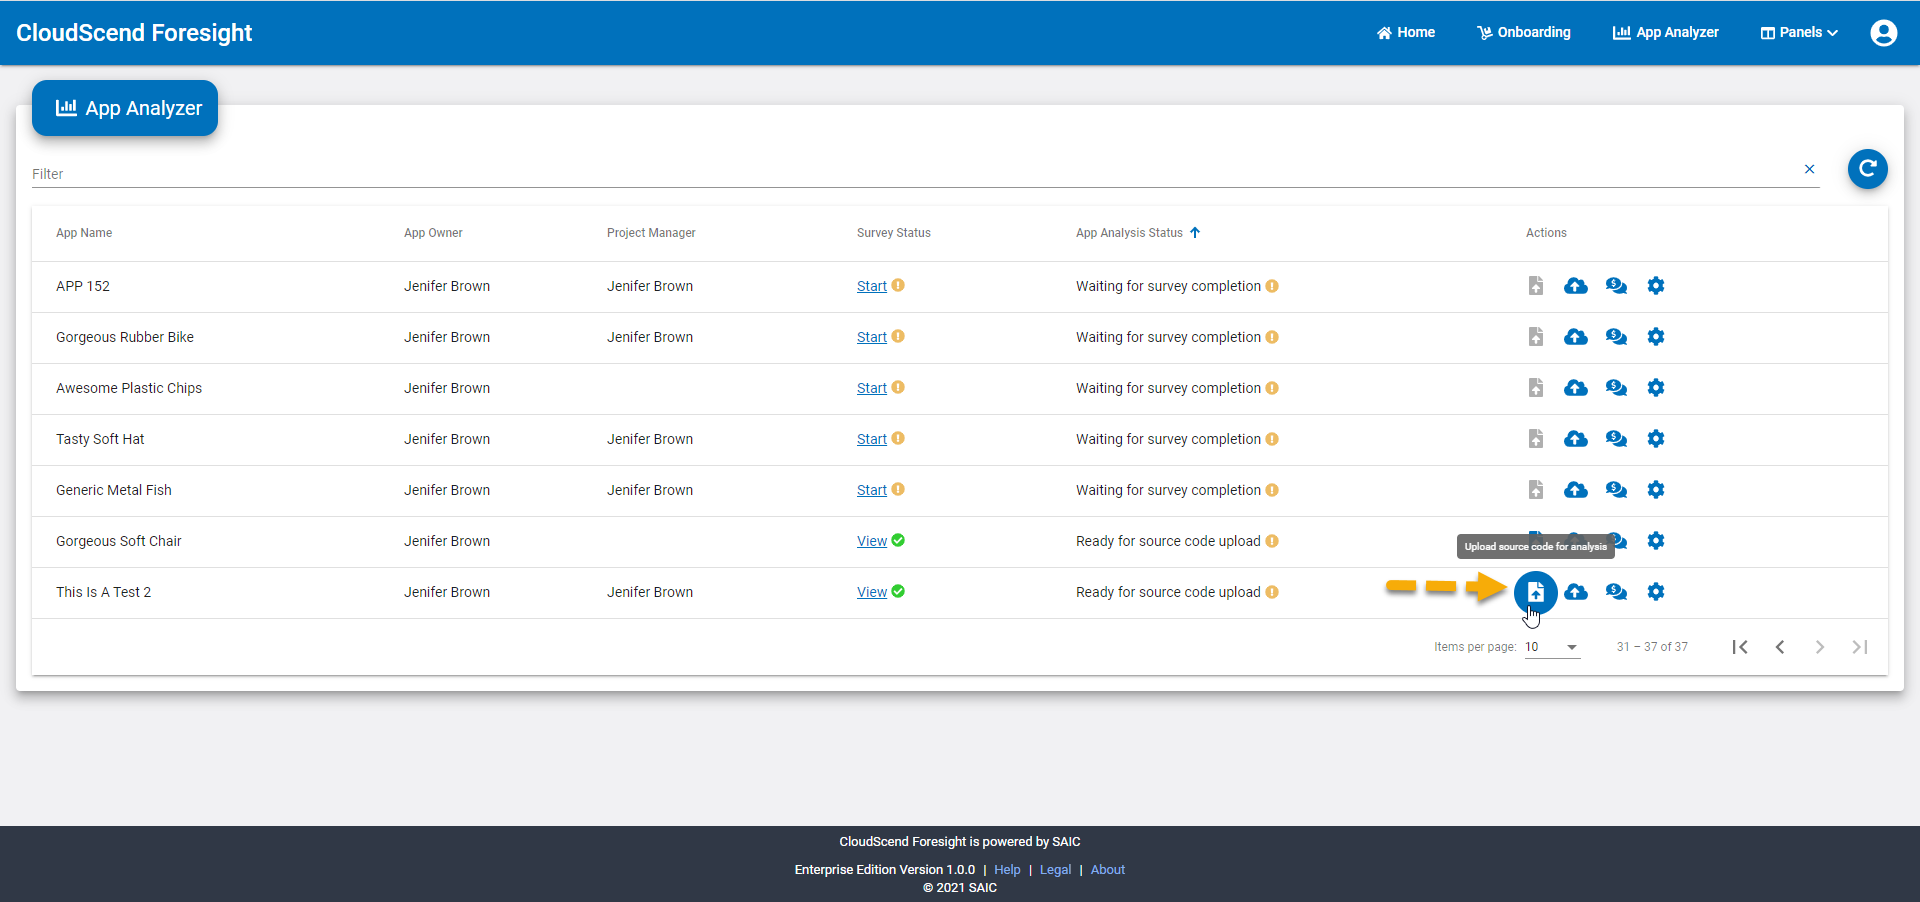 CloudScend Foresight
Home Onboarding App Analyzer Panels
App Analyzer
Filter
App Name App Owner Project Manager Survey Status App Analysis Status Actions
APP 152 Jenifer Brown Jenifer Brown Start Waiting for survey completion
Gorgeous Rubber Bike Jenifer Brown Jenifer Brown Start Waiting for survey completion
Awesome Plastic Chips Jenifer Brown Start Waiting for survey completion
Tasty Soft Hat Jenifer Brown Jenifer Brown Start Waiting for survey completion
Generic Metal Fish Jenifer Brown Jenifer Brown Start Waiting for survey completion
Gorgeous Soft Chair Jenifer Brown View Ready for source code upload
Upload source code for analysis
This Is A Test 2 Jenifer Brown Jenifer Brown View Ready for source code upload
Items per page: 10 31 – 37 of 37
CloudScend Foresight is powered by SAIC
Enterprise Edition Version 1.0.0 | Help | Legal | About
© 2021 SAIC